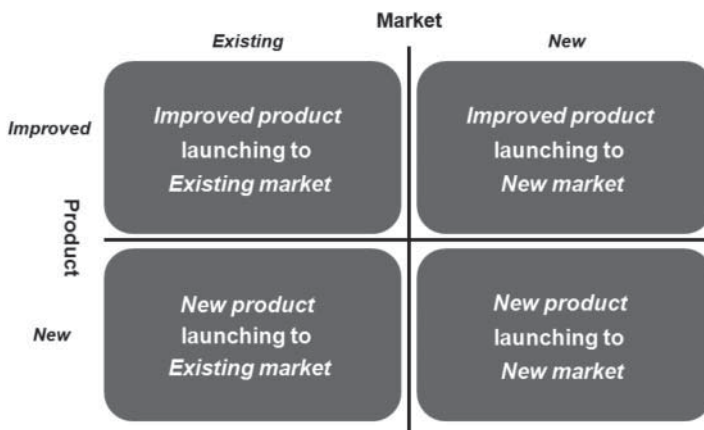 Market
Existing
New
Improved
Improved product
launching to
Existing market
Improved product
launching to
New market
Product
New
New product
launching to
Existing market
New product
launching to
New market